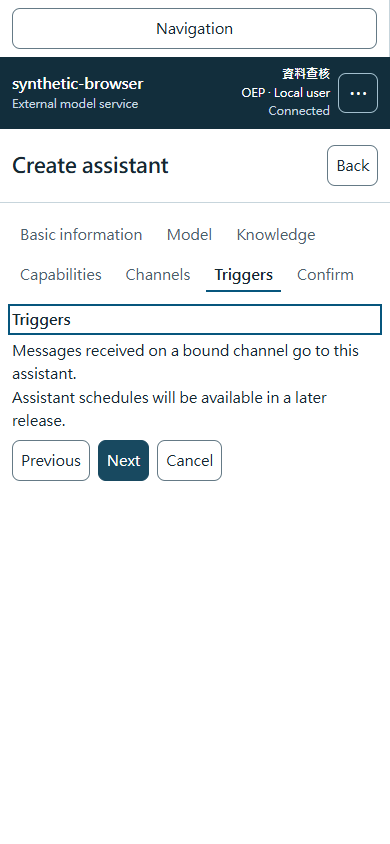 Navigation
synthetic-browser
External model service
資料查核
OEP · Local user
Connected
Create assistant
Back
Basic information
Model
Knowledge
Capabilities
Channels
Triggers
Confirm
Triggers
Messages received on a bound channel go to this
assistant.
Assistant schedules will be available in a later
release.
Previous
Next
Cancel